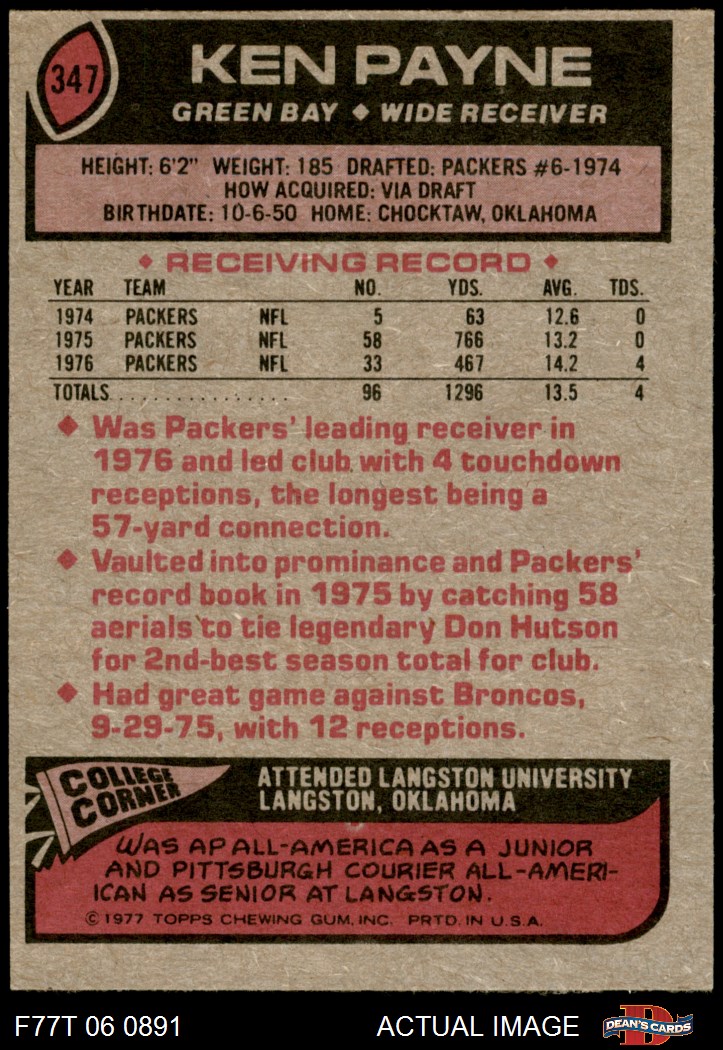 347
KEN PAYNE
GREEN BAY ◆ WIDE RECEIVER
HEIGHT: 6'2" WEIGHT: 185 DRAFTED: PACKERS #6-1974
HOW ACQUIRED: VIA DRAFT
BIRTHDATE: 10-6-50 HOME: CHOCKTAW, OKLAHOMA
◆ RECEIVING RECORD ◆
YEAR TEAM NO. YDS. AVG. TDS.
1974 PACKERS NFL 5 63 12.6 0
1975 PACKERS NFL 58 766 13.2 0
1976 PACKERS NFL 33 467 14.2 4
TOTALS................. 96 1296 13.5 4
◆ Was Packers' leading receiver in
1976 and led club with 4 touchdown
receptions, the longest being a
57-yard connection.
◆ Vaulted into prominance and Packers'
record book in 1975 by catching 58
aerials to tie legendary Don Hutson
for 2nd-best season total for club.
◆ Had great game against Broncos,
9-29-75, with 12 receptions.
COLLEGE
CORNER
ATTENDED LANGSTON UNIVERSITY
LANGSTON, OKLAHOMA
WAS AP ALL-AMERICA AS A JUNIOR
AND PITTSBURGH COURIER ALL-AMERI-
ICAN AS SENIOR AT LANGSTON.
© 1977 TOPPS CHEWING GUM, INC. PRTD. IN U.S.A.
F77T 06 0891 ACTUAL IMAGE
D
DEAN'S CARDS